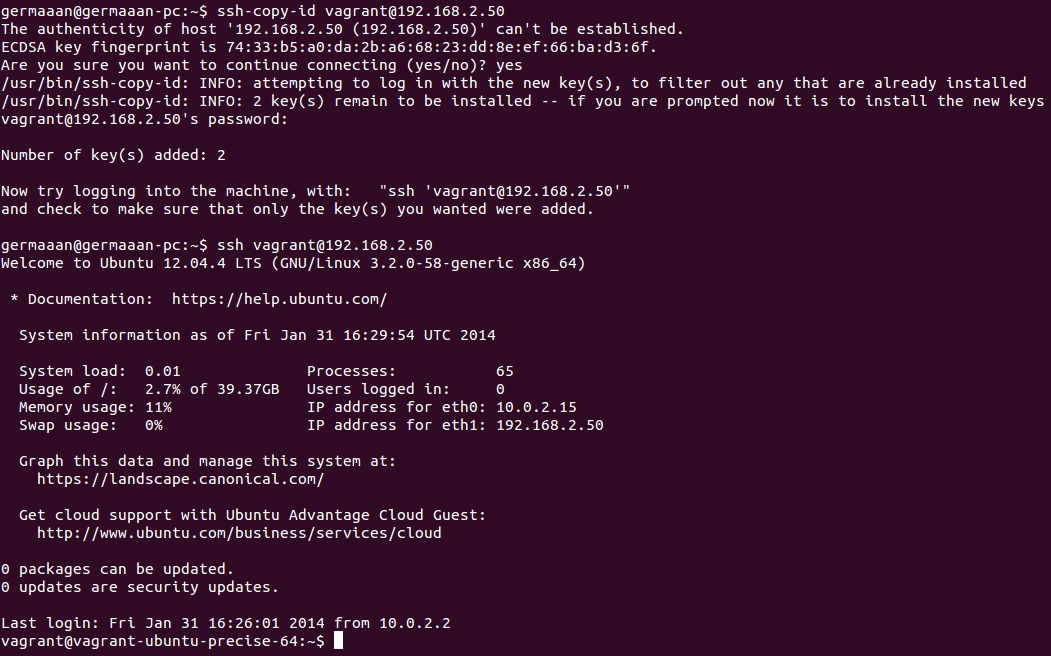 germaaan@germaaan-pc:~$ ssh-copy-id vagrant@192.168.2.50
The authenticity of host '192.168.2.50 (192.168.2.50)' can't be established.
ECDSA key fingerprint is 74:33:b5:a0:da:2b:a6:68:23:dd:8e:ef:66:ba:d3:6f.
Are you sure you want to continue connecting (yes/no)? yes
/usr/bin/ssh-copy-id: INFO: attempting to log in with the new key(s), to filter out any that are already installed
/usr/bin/ssh-copy-id: INFO: 2 key(s) remain to be installed -- if you are prompted now it is to install the new keys
vagrant@192.168.2.50's password:

Number of key(s) added: 2

Now try logging into the machine, with:   "ssh 'vagrant@192.168.2.50'"
and check to make sure that only the key(s) you wanted were added.

germaaan@germaaan-pc:~$ ssh vagrant@192.168.2.50
Welcome to Ubuntu 12.04.4 LTS (GNU/Linux 3.2.0-58-generic x86_64)

 * Documentation:  https://help.ubuntu.com/

  System information as of Fri Jan 31 16:29:54 UTC 2014

  System load:  0.01              Processes:           65
  Usage of /:   2.7% of 39.37GB   Users logged in:     0
  Memory usage: 11%               IP address for eth0: 10.0.2.15
  Swap usage:   0%                IP address for eth1: 192.168.2.50

  Graph this data and manage this system at:
    https://landscape.canonical.com/

  Get cloud support with Ubuntu Advantage Cloud Guest:
    http://www.ubuntu.com/business/services/cloud

0 packages can be updated.
0 updates are security updates.

Last login: Fri Jan 31 16:26:01 2014 from 10.0.2.2
vagrant@vagrant-ubuntu-precise-64:~$